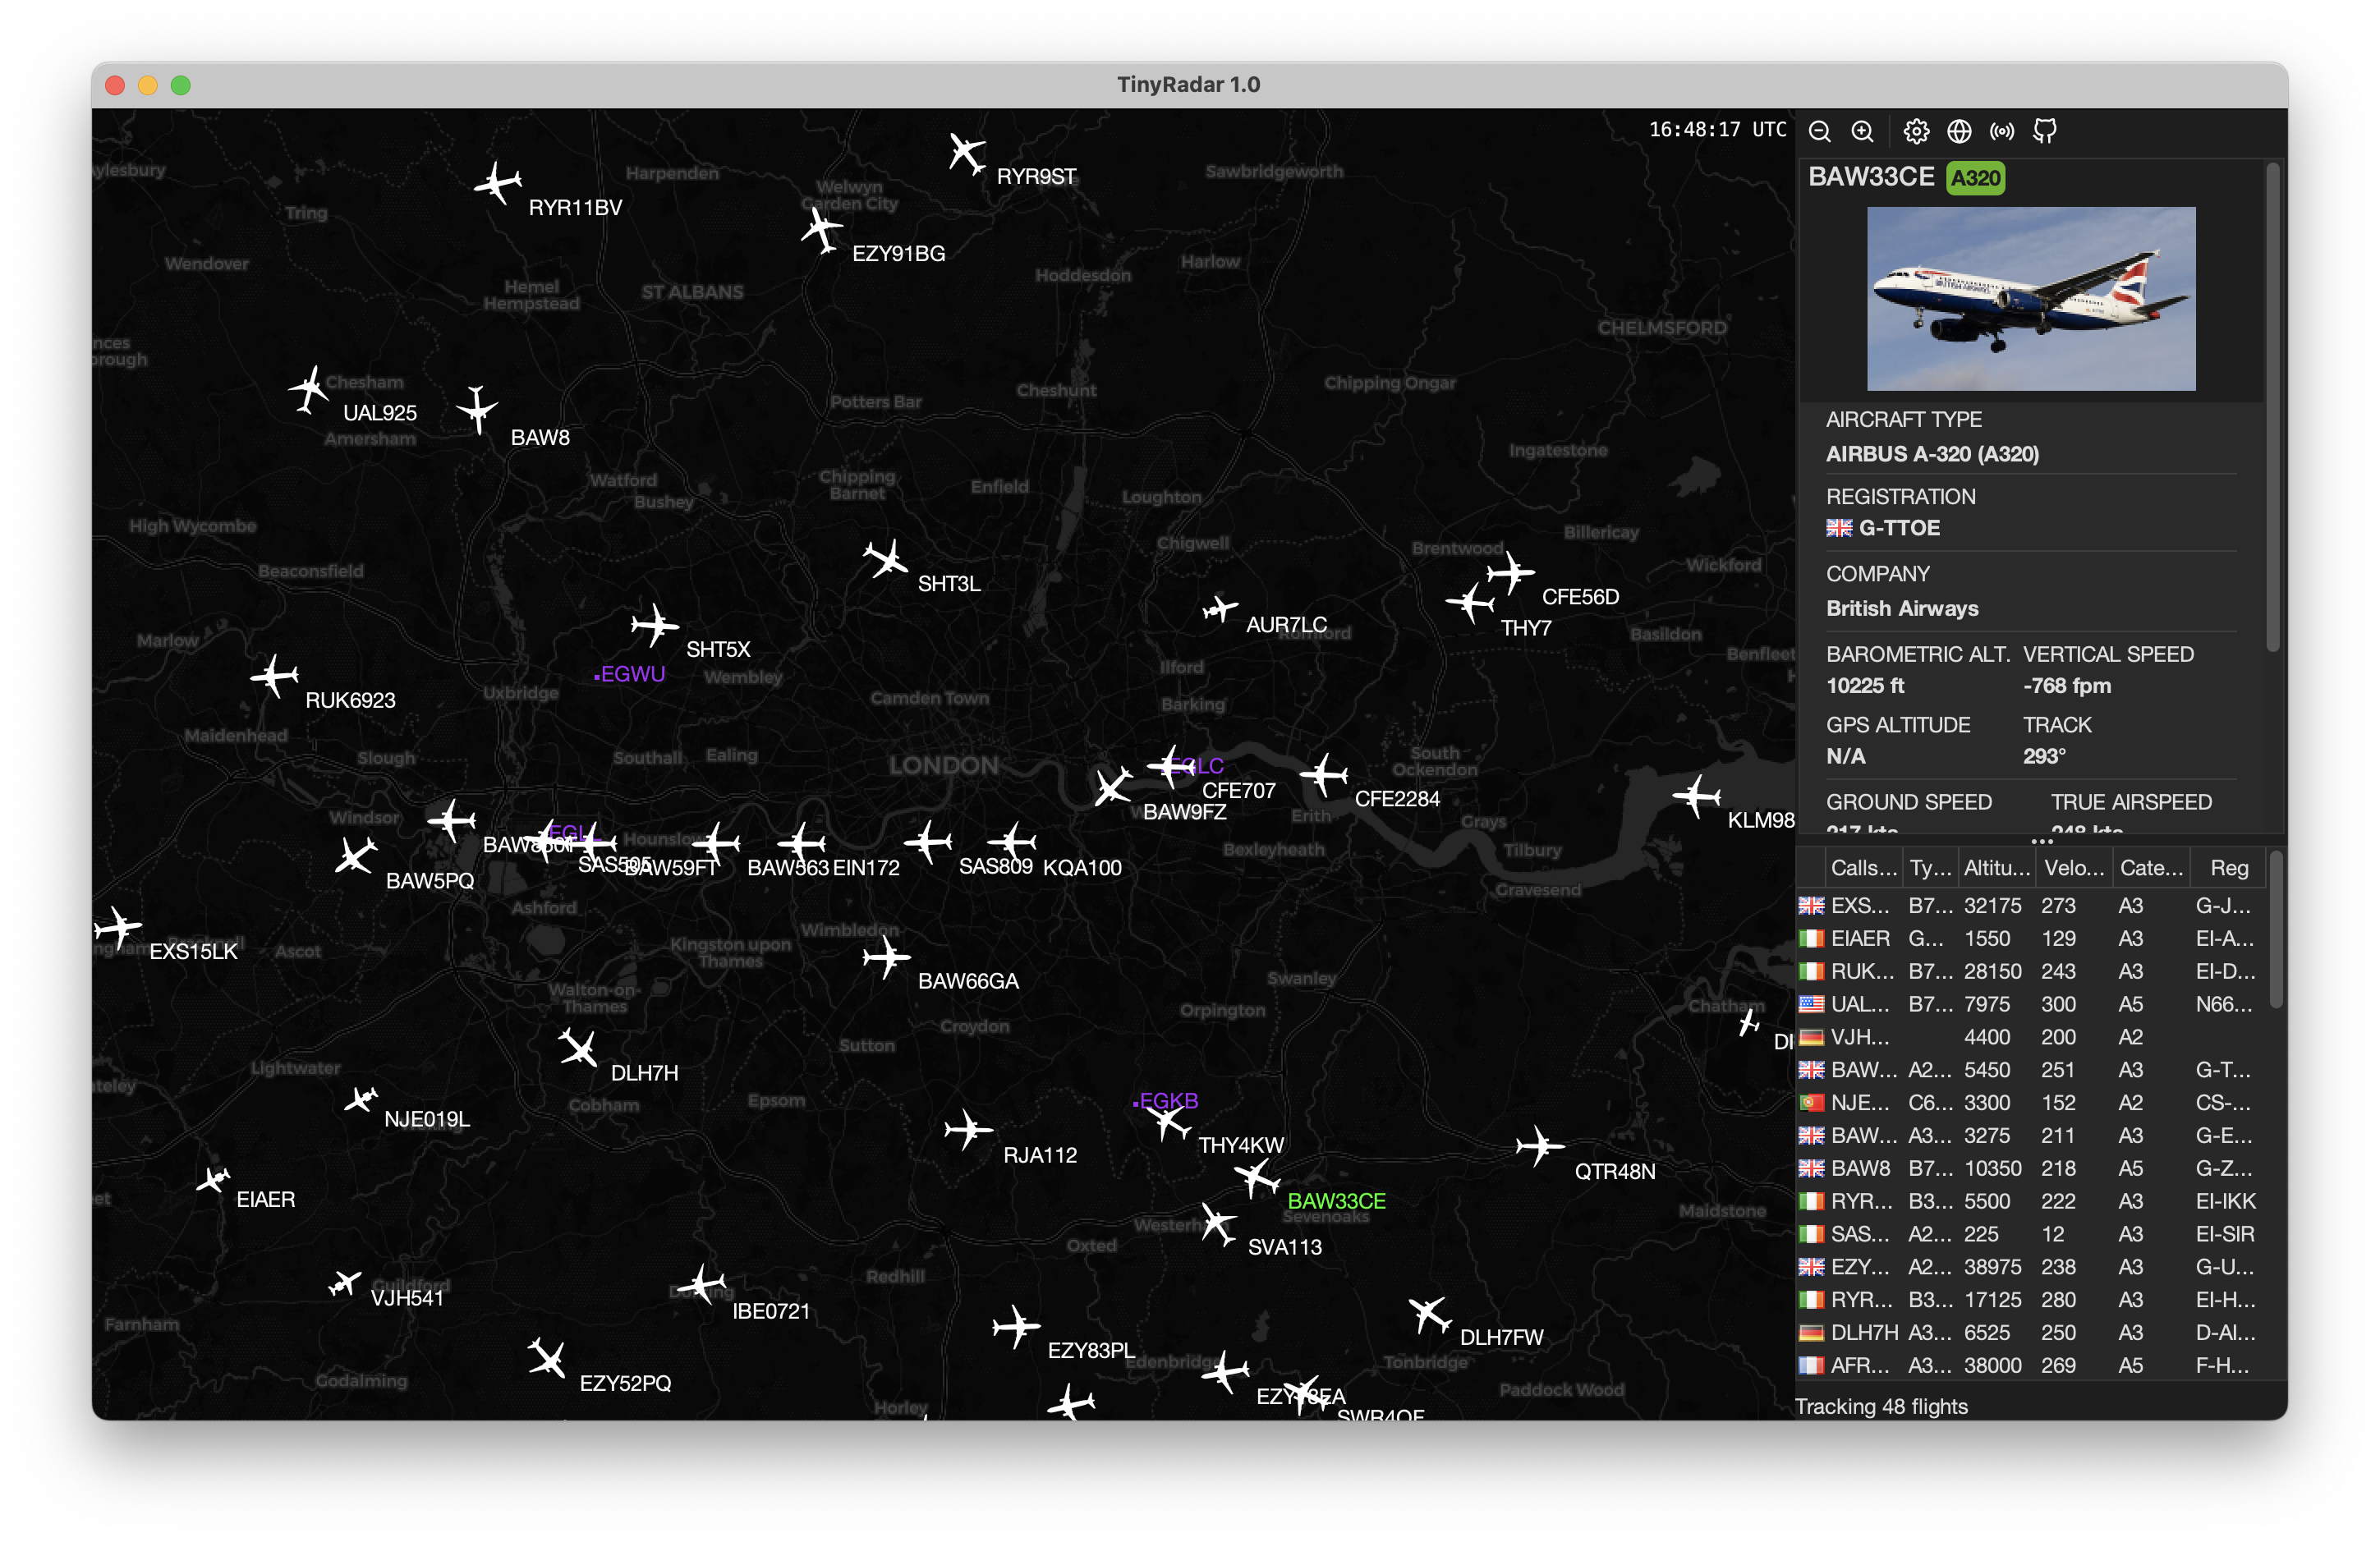 TinyRadar 1.0
16:48:17 UTC
RYR9ST
Harpenden
Sawbridgeworth
RYR11BV
Welwyn
Garden City
Tring
EZY91BG
Wendover
Harlow
Hoddesdon
Hemel
Hempstead
ST ALBANS
CHELMSFORD
Chesham
UAL925
Cheshunt
Chipping Ongar
Potters Bar
BAW8
Amersham
Ingatestone
Watford
Bushey
Chipping
Barnet
Enfield
Loughton
High Wycombe
Billericay
Chigwell
Brentwood
Wickford
Beaconsfield
SHT3L
CFE56D
AUR7LC
THY7
Marlow
Basildon
SHT5X
Benfleet
EGWU
Wembley
Ilford
RUK6923
Uxbridge
Camden Town
Barking
Maidenhead
Slough
Southall
Ealing
LONDON
EGLC
South
Ockendon
CFE707
CFE2284
BAW9FZ
Windsor
Erith
Grays
KLM98
SAS505
BAW59FT
BAW563
EIN172
SAS809
KQA100
Bexleyheath
Tilbury
BAW5PQ
Gravesend
Ashford
EXS15LK
Ascot
Kingston upon
Thames
Wimbledon
BAW66GA
Swanley
Walton-on-
Thames
Orpington
Chatham
Croydon
Sutton
DLH7H
Lightwater
Cobham
Epsom
NJE019L
EGKB
RJA112
THY4KW
QTR48N
EIAER
BAW33CE
Sevenoaks
Maidstone
SVA113
Oxted
Redhill
Guildford
VJH541
IBE0721
Farnham
DLH7FW
EZY83PL
Edenbridge
Tonbridge
EZY52PQ
Godalming
Paddock Wood
Horley
BAW33CE A320
AIRCRAFT TYPE
AIRBUS A-320 (A320)
REGISTRATION
G-TTOE
COMPANY
British Airways
BAROMETRIC ALT. VERTICAL SPEED
10225 ft -768 fpm
GPS ALTITUDE TRACK
N/A 293°
GROUND SPEED TRUE AIRSPEED
217 kts 248 kts
Calls... Ty... Altitu... Velo... Cate... Reg
EXS... B7... 32175 273 A3 G-J...
EIAER G... 1550 129 A3 EI-A...
RUK... B7... 28150 243 A3 EI-D...
UAL... B7... 7975 300 A5 N66...
VJH... 4400 200 A2
BAW... A2... 5450 251 A3 G-T...
NJE... C6... 3300 152 A2 CS-...
BAW... A3... 3275 211 A3 G-E...
BAW8 B7... 10350 218 A5 G-Z...
RYR... B3... 5500 222 A3 EI-IKK
SAS... A2... 225 12 A3 EI-SIR
EZY... A2... 38975 238 A3 G-U...
RYR... B3... 17125 280 A3 EI-H...
DLH7H A3... 6525 250 A3 D-AI...
AFR... A3... 38000 269 A5 F-H...
Tracking 48 flights